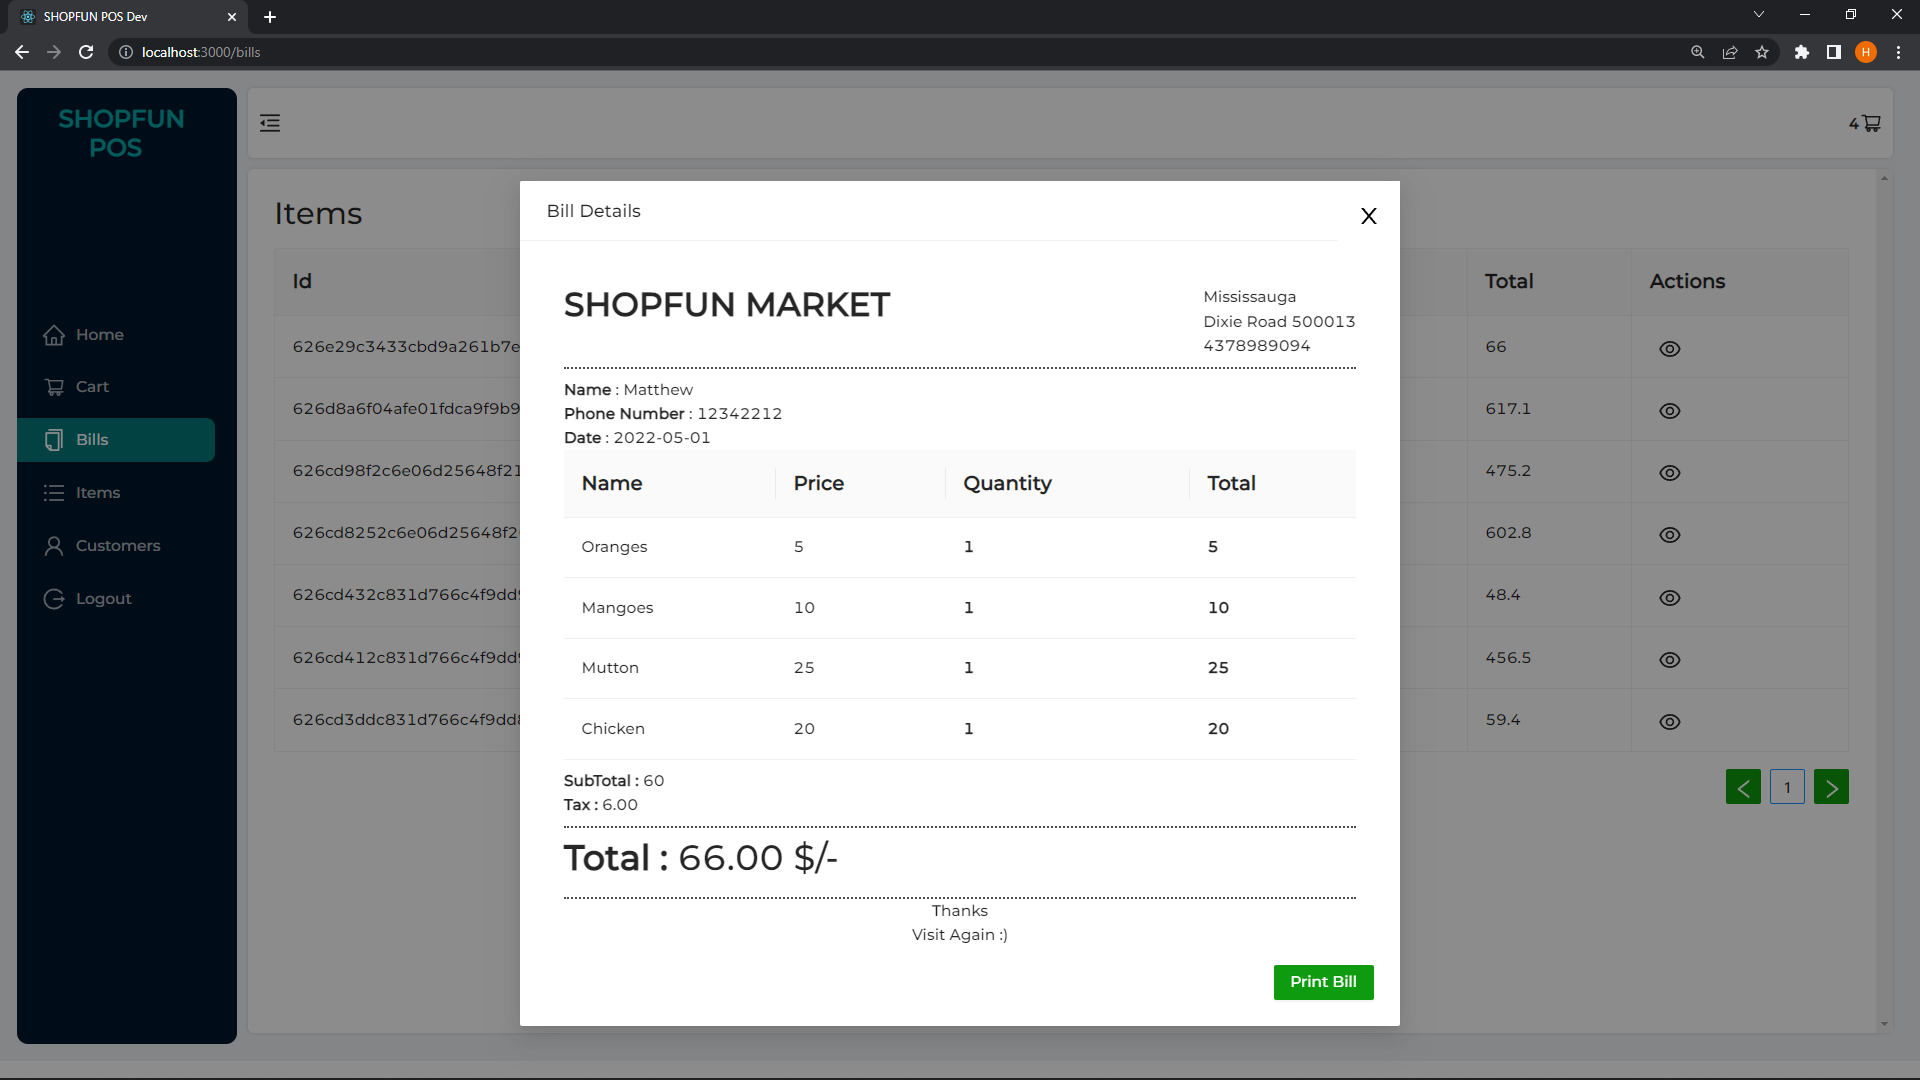 SHOPFUN POS Dev
localhost:3000/bills
H
SHOPFUN
POS
4
Home
Cart
Bills
Items
Customers
Logout
Items
Id Total Actions
626e29c3433cbd9a261b7e 66
626d8a6f04afe01fdca9f9b9 617.1
626cd98f2c6e06d25648f21 475.2
626cd8252c6e06d25648f2 602.8
626cd432c831d766c4f9dd 48.4
626cd412c831d766c4f9dd 456.5
626cd3ddc831d766c4f9dd 59.4
1
Bill Details
X
SHOPFUN MARKET
Mississauga
Dixie Road 500013
4378989094
Name : Matthew
Phone Number : 12342212
Date : 2022-05-01
Name Price Quantity Total
Oranges 5 1 5
Mangoes 10 1 10
Mutton 25 1 25
Chicken 20 1 20
SubTotal : 60
Tax : 6.00
Total : 66.00 $/-
Thanks
Visit Again :)
Print Bill